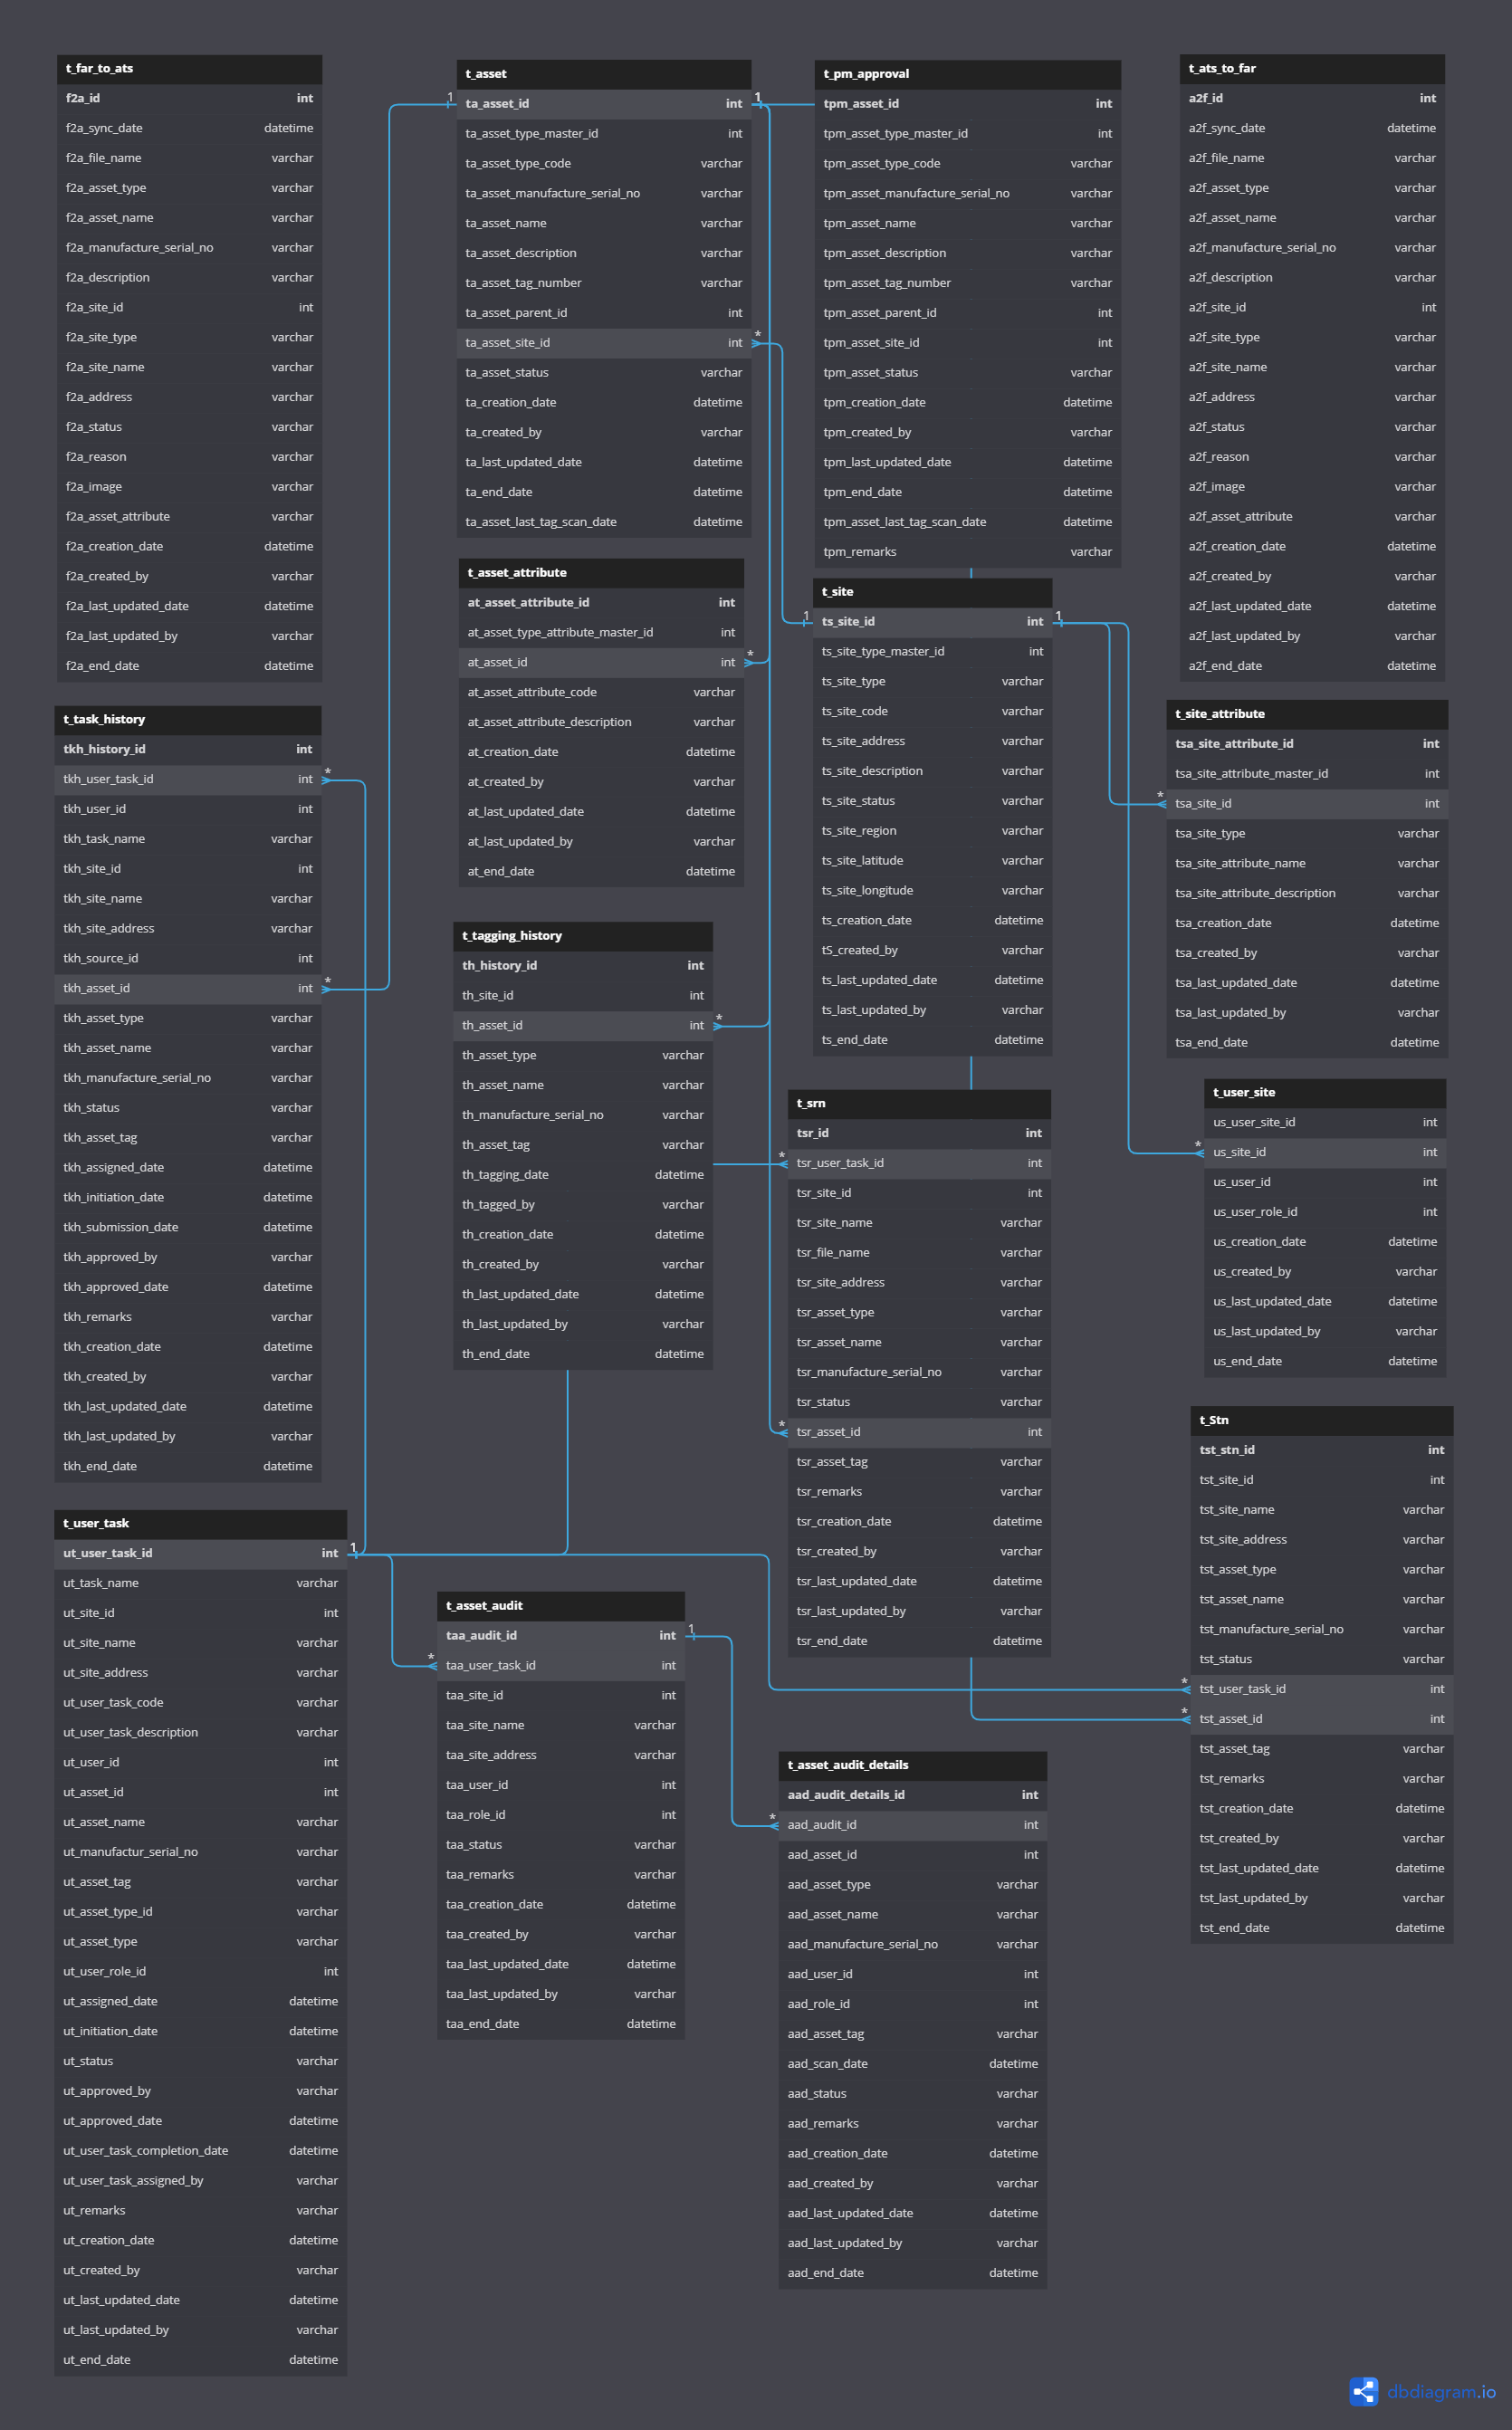 t_far_to_ats
f2a_id int
f2a_sync_date datetime
f2a_file_name varchar
f2a_asset_type varchar
f2a_asset_name varchar
f2a_manufacture_serial_no varchar
f2a_description varchar
f2a_site_id int
f2a_site_type varchar
f2a_site_name varchar
f2a_address varchar
f2a_status varchar
f2a_reason varchar
f2a_image varchar
f2a_asset_attribute varchar
f2a_creation_date datetime
f2a_created_by varchar
f2a_last_updated_date datetime
f2a_last_updated_by varchar
f2a_end_date datetime
t_asset
ta_asset_id int
ta_asset_type_master_id int
ta_asset_type_code varchar
ta_asset_manufacture_serial_no varchar
ta_asset_name varchar
ta_asset_description varchar
ta_asset_tag_number varchar
ta_asset_parent_id int
ta_asset_site_id int
ta_asset_status varchar
ta_creation_date datetime
ta_created_by varchar
ta_last_updated_date datetime
ta_end_date datetime
ta_asset_last_tag_scan_date datetime
1
1
*
t_pm_approval
tpm_asset_id int
tpm_asset_type_master_id int
tpm_asset_type_code varchar
tpm_asset_manufacture_serial_no varchar
tpm_asset_name varchar
tpm_asset_description varchar
tpm_asset_tag_number varchar
tpm_asset_parent_id int
tpm_asset_site_id int
tpm_asset_status varchar
tpm_creation_date datetime
tpm_created_by varchar
tpm_last_updated_date datetime
tpm_end_date datetime
tpm_asset_last_tag_scan_date datetime
tpm_remarks varchar
t_ats_to_far
a2f_id int
a2f_sync_date datetime
a2f_file_name varchar
a2f_asset_type varchar
a2f_asset_name varchar
a2f_manufacture_serial_no varchar
a2f_description varchar
a2f_site_id int
a2f_site_type varchar
a2f_site_name varchar
a2f_address varchar
a2f_status varchar
a2f_reason varchar
a2f_image varchar
a2f_asset_attribute varchar
a2f_creation_date datetime
a2f_created_by varchar
a2f_last_updated_date datetime
a2f_last_updated_by varchar
a2f_end_date datetime
t_asset_attribute
at_asset_attribute_id int
at_asset_type_attribute_master_id int
at_asset_id int
at_asset_attribute_code varchar
at_asset_attribute_description varchar
at_creation_date datetime
at_created_by varchar
at_last_updated_date datetime
at_last_updated_by varchar
at_end_date datetime
*
t_site
ts_site_id int
ts_site_type_master_id int
ts_site_type varchar
ts_site_code varchar
ts_site_address varchar
ts_site_description varchar
ts_site_status varchar
ts_site_region varchar
ts_site_latitude varchar
ts_site_longitude varchar
ts_creation_date datetime
tS_created_by varchar
ts_last_updated_date datetime
ts_last_updated_by varchar
ts_end_date datetime
1
1
t_task_history
tkh_history_id int
tkh_user_task_id int
tkh_user_id int
tkh_task_name varchar
tkh_site_id int
tkh_site_name varchar
tkh_site_address varchar
tkh_source_id int
tkh_asset_id int
tkh_asset_type varchar
tkh_asset_name varchar
tkh_manufacture_serial_no varchar
tkh_status varchar
tkh_asset_tag varchar
tkh_assigned_date datetime
tkh_initiation_date datetime
tkh_submission_date datetime
tkh_approved_by varchar
tkh_approved_date datetime
tkh_remarks varchar
tkh_creation_date datetime
tkh_created_by varchar
tkh_last_updated_date datetime
tkh_last_updated_by varchar
tkh_end_date datetime
*
*
t_site_attribute
tsa_site_attribute_id int
tsa_site_attribute_master_id int
tsa_site_id int
tsa_site_type varchar
tsa_site_attribute_name varchar
tsa_site_attribute_description varchar
tsa_creation_date datetime
tsa_created_by varchar
tsa_last_updated_date datetime
tsa_last_updated_by varchar
tsa_end_date datetime
*
t_tagging_history
th_history_id int
th_site_id int
th_asset_id int
th_asset_type varchar
th_asset_name varchar
th_manufacture_serial_no varchar
th_asset_tag varchar
th_tagging_date datetime
th_tagged_by varchar
th_creation_date datetime
th_created_by varchar
th_last_updated_date datetime
th_last_updated_by varchar
th_end_date datetime
*
t_user_site
us_user_site_id int
us_site_id int
us_user_id int
us_user_role_id int
us_creation_date datetime
us_created_by varchar
us_last_updated_date datetime
us_last_updated_by varchar
us_end_date datetime
*
t_srn
tsr_id int
tsr_user_task_id int
tsr_site_id int
tsr_site_name varchar
tsr_file_name varchar
tsr_site_address varchar
tsr_asset_type varchar
tsr_asset_name varchar
tsr_manufacture_serial_no varchar
tsr_status varchar
tsr_asset_id int
tsr_asset_tag varchar
tsr_remarks varchar
tsr_creation_date datetime
tsr_created_by varchar
tsr_last_updated_date datetime
tsr_last_updated_by varchar
tsr_end_date datetime
*
*
t_Stn
tst_stn_id int
tst_site_id int
tst_site_name varchar
tst_site_address varchar
tst_asset_type varchar
tst_asset_name varchar
tst_manufacture_serial_no varchar
tst_status varchar
tst_user_task_id int
tst_asset_id int
tst_asset_tag varchar
tst_remarks varchar
tst_creation_date datetime
tst_created_by varchar
tst_last_updated_date datetime
tst_last_updated_by varchar
tst_end_date datetime
*
*
t_user_task
ut_user_task_id int
ut_task_name varchar
ut_site_id int
ut_site_name varchar
ut_site_address varchar
ut_user_task_code varchar
ut_user_task_description varchar
ut_user_id int
ut_asset_id int
ut_asset_name varchar
ut_manufactur_serial_no varchar
ut_asset_tag varchar
ut_asset_type_id varchar
ut_asset_type varchar
ut_user_role_id int
ut_assigned_date datetime
ut_initiation_date datetime
ut_status varchar
ut_approved_by varchar
ut_approved_date datetime
ut_user_task_completion_date datetime
ut_user_task_assigned_by varchar
ut_remarks varchar
ut_creation_date datetime
ut_created_by varchar
ut_last_updated_date datetime
ut_last_updated_by varchar
ut_end_date datetime
1
t_asset_audit
taa_audit_id int
taa_user_task_id int
taa_site_id int
taa_site_name varchar
taa_site_address varchar
taa_user_id int
taa_role_id int
taa_status varchar
taa_remarks varchar
taa_creation_date datetime
taa_created_by varchar
taa_last_updated_date datetime
taa_last_updated_by varchar
taa_end_date datetime
1
*
t_asset_audit_details
aad_audit_details_id int
aad_audit_id int
aad_asset_id int
aad_asset_type varchar
aad_asset_name varchar
aad_manufacture_serial_no varchar
aad_user_id int
aad_role_id int
aad_asset_tag varchar
aad_scan_date datetime
aad_status varchar
aad_remarks varchar
aad_creation_date datetime
aad_created_by varchar
aad_last_updated_date datetime
aad_last_updated_by varchar
aad_end_date datetime
*
dbdiagram.io